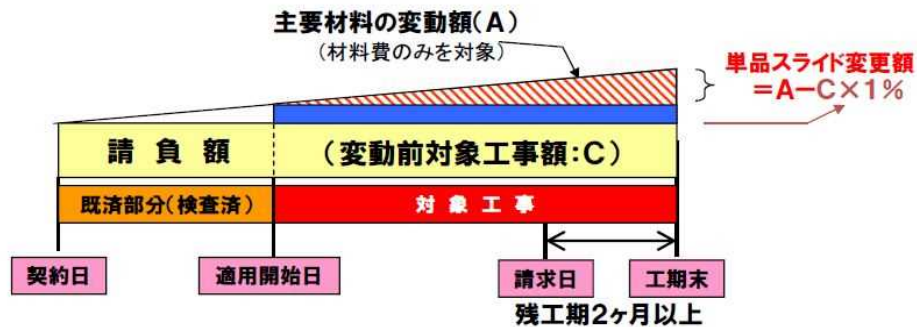 主要材料の変動額(A)
(材料費のみを対象)
単品スライド変更額
=A-C×1%
請 負 額
(変動前対象工事額:C)
既済部分(検査済)
対 象 工 事
契約日
適用開始日
請求日
工期末
残工期2ヶ月以上